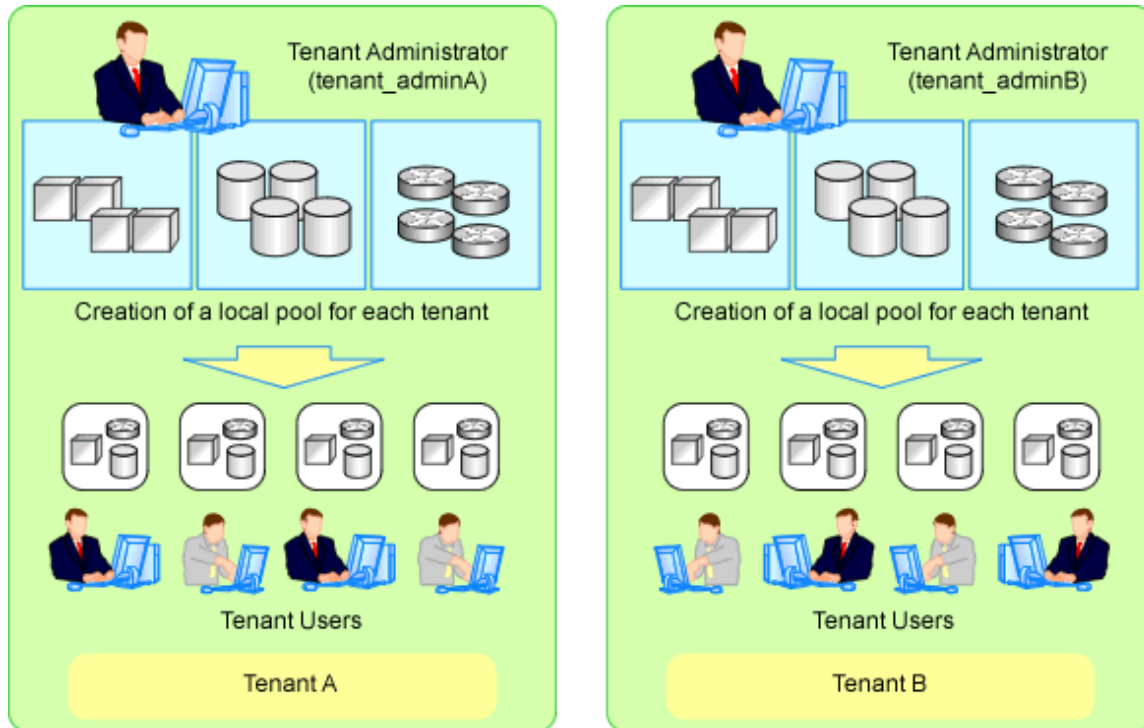 Tenant Administrator
(tenant_adminA)
Creation of a local pool for each tenant
Tenant Users
Tenant A
Tenant Administrator
(tenant_adminB)
Creation of a local pool for each tenant
Tenant Users
Tenant B